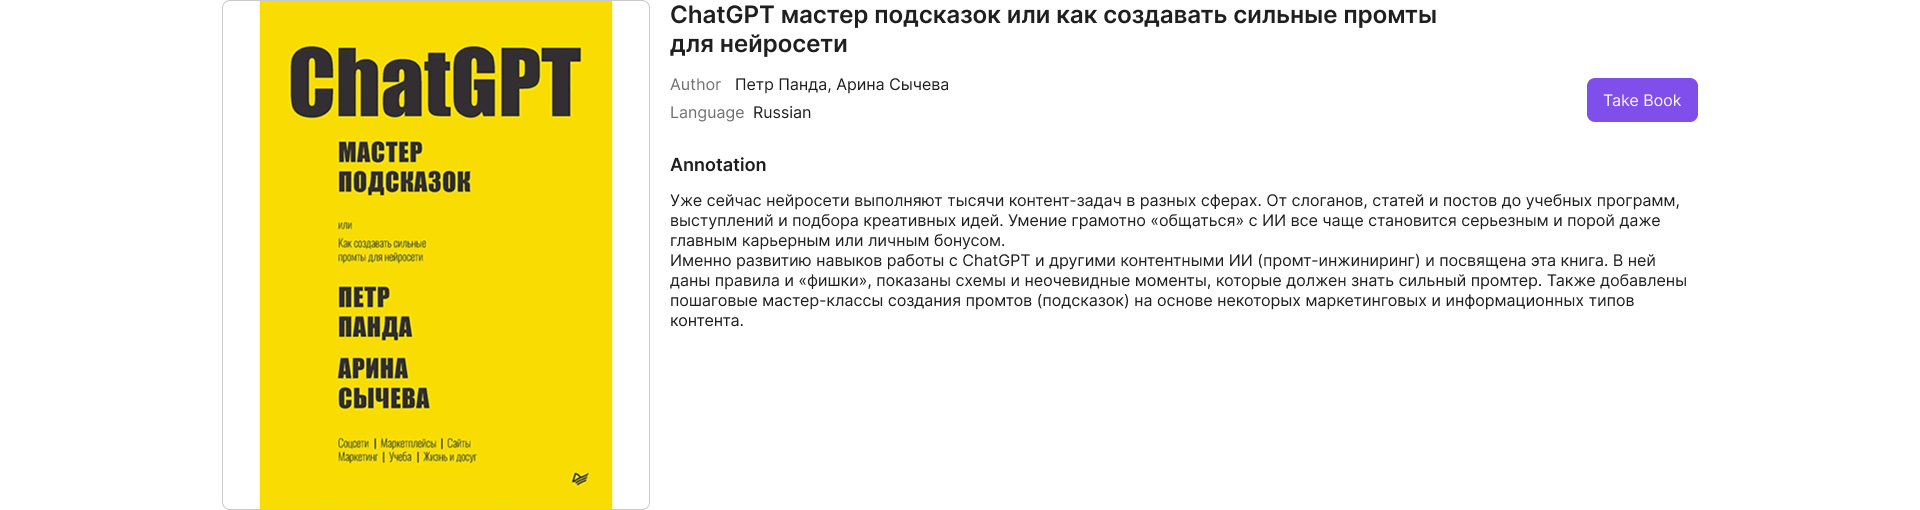 ChatGPT
МАСТЕР
ПОДСКАЗОК
или
Как создавать сильные
промты для нейросети
ПЕТР
ПАНДА
АРИНА
СЫЧЕВА
Соцсети | Маркетплейсы | Сайты
Маркетинг | Учеба | Жизнь и досуг
ChatGPT мастер подсказок или как создавать сильные промты
для нейросети
Author Петр Панда, Арина Сычева
Language Russian
Take Book
Annotation
Уже сейчас нейросети выполняют тысячи контент-задач в разных сферах. От слоганов, статей и постов до учебных программ,
выступлений и подбора креативных идей. Умение грамотно «общаться» с ИИ все чаще становится серьезным и порой даже
главным карьерным или личным бонусом.
Именно развитию навыков работы с ChatGPT и другими контентными ИИ (промт-инжиниринг) и посвящена эта книга. В ней
даны правила и «фишки», показаны схемы и неочевидные моменты, которые должен знать сильный промтер. Также добавлены
пошаговые мастер-классы создания промтов (подсказок) на основе некоторых маркетинговых и информационных типов
контента.